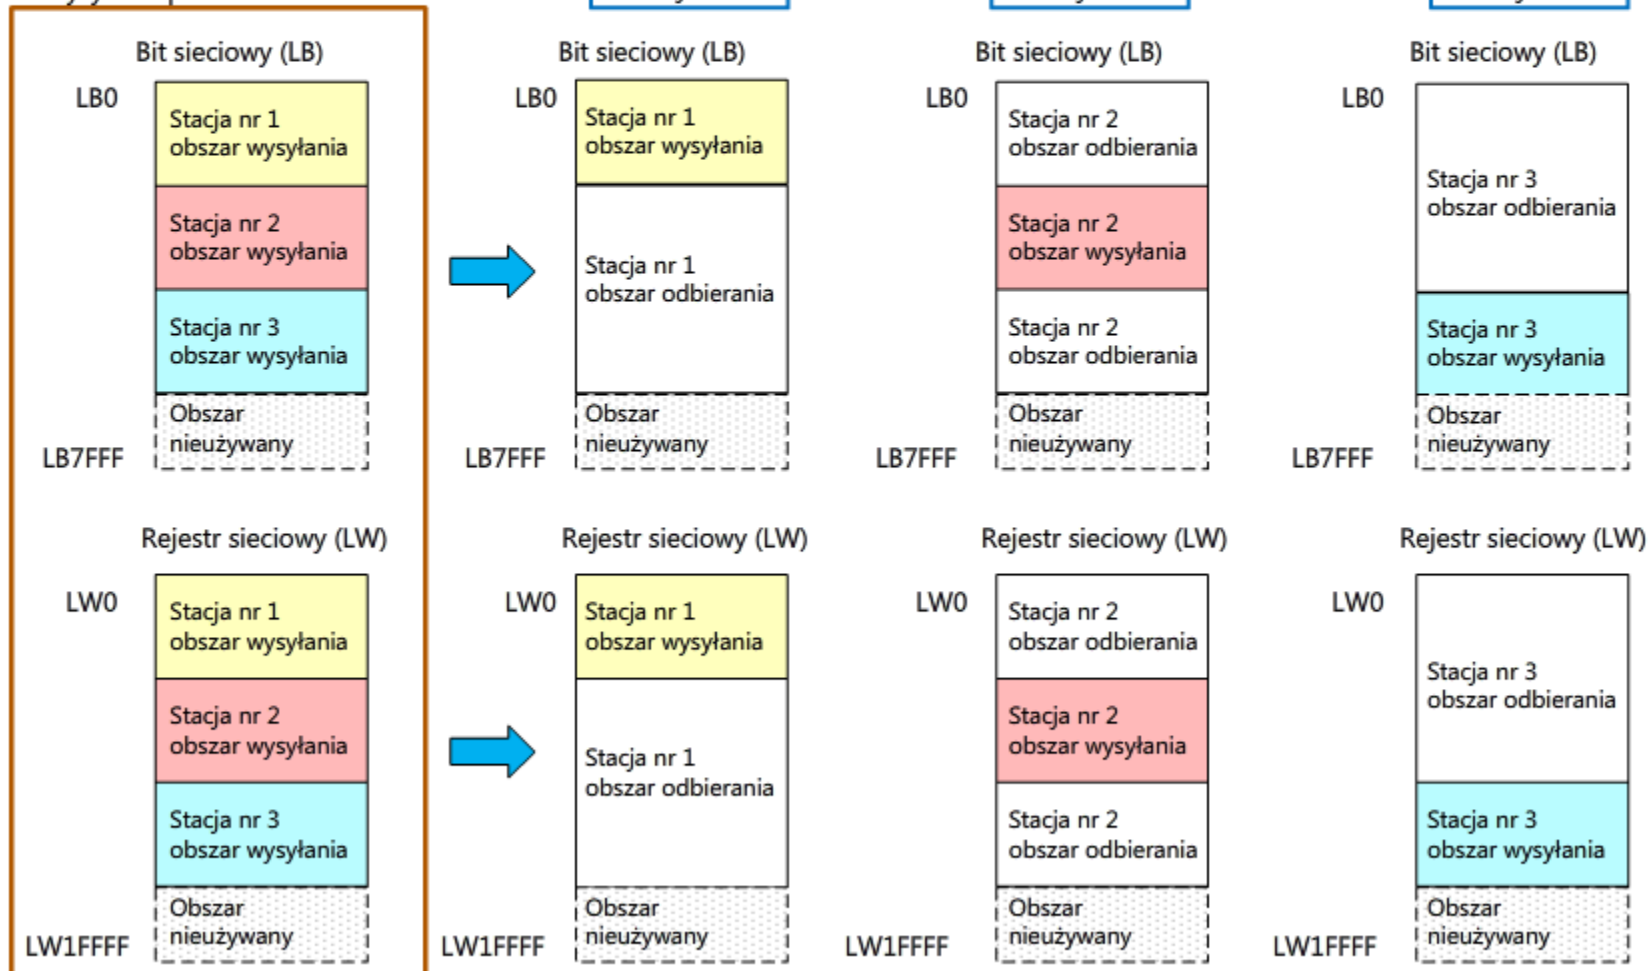 Bit sieciowy (LB)
Bit sieciowy (LB)
Bit sieciowy (LB)
Bit sieciowy (LB)
LB0
Stacja nr 1
obszar wysyłania
Stacja nr 2
obszar wysyłania
Stacja nr 3
obszar wysyłania
Obszar
nieużywany
LB7FFF
LB0
Stacja nr 1
obszar wysyłania
Stacja nr 1
obszar odbierania
Obszar
nieużywany
LB7FFF
LB0
Stacja nr 2
obszar odbierania
Stacja nr 2
obszar wysyłania
Stacja nr 2
obszar odbierania
Obszar
nieużywany
LB7FFF
LB0
Stacja nr 3
obszar odbierania
Stacja nr 3
obszar wysyłania
Obszar
nieużywany
LB7FFF
Rejestr sieciowy (LW)
Rejestr sieciowy (LW)
Rejestr sieciowy (LW)
Rejestr sieciowy (LW)
LW0
Stacja nr 1
obszar wysyłania
Stacja nr 2
obszar wysyłania
Stacja nr 3
obszar wysyłania
Obszar
nieużywany
LW1FFFF
LW0
Stacja nr 1
obszar wysyłania
Stacja nr 1
obszar odbierania
Obszar
nieużywany
LW1FFFF
LW0
Stacja nr 2
obszar odbierania
Stacja nr 2
obszar wysyłania
Stacja nr 2
obszar odbierania
Obszar
nieużywany
LW1FFFF
LW0
Stacja nr 3
obszar odbierania
Stacja nr 3
obszar wysyłania
Obszar
nieużywany
LW1FFFF